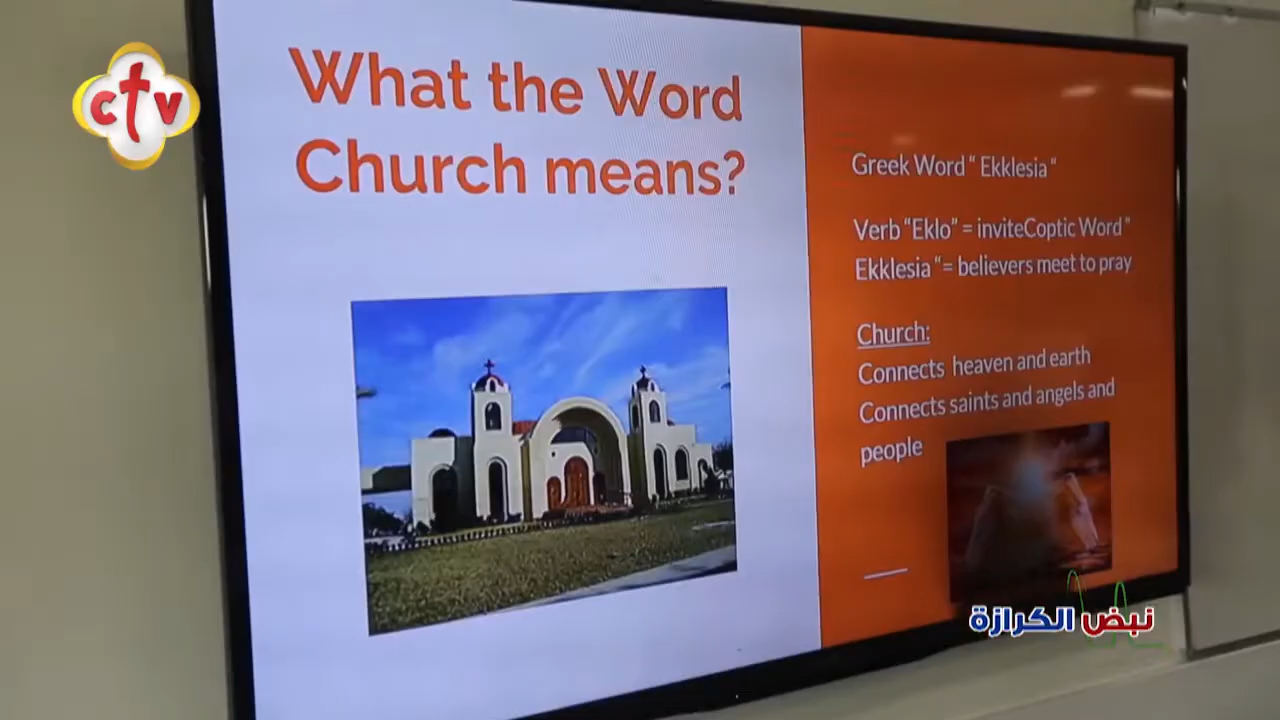 ctv
What the Word
Church means?
Greek Word “ Ekklesia “
Verb “Eklo” = inviteCoptic Word ”
Ekklesia “= believers meet to pray
Church:
Connects heaven and earth
Connects saints and angels and
people
نبض الكرازة